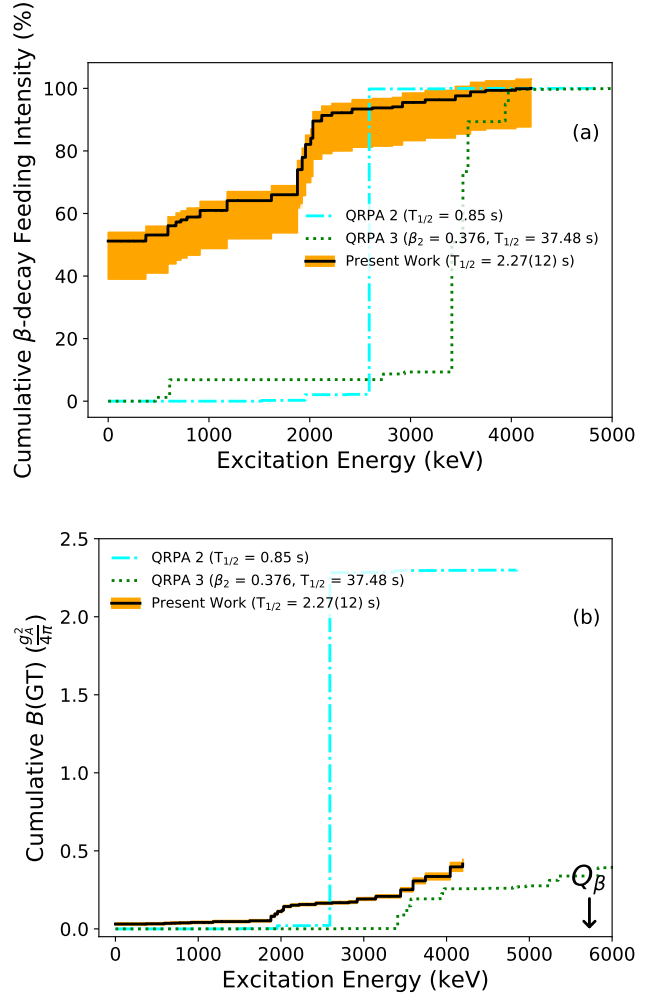 Cumulative β-decay Feeding Intensity (%)
100
80
60
40
20
0
(a)
QRPA 2 (T1/2 = 0.85 s)
QRPA 3 (β2 = 0.376, T1/2 = 37.48 s)
Present Work (T1/2 = 2.27(12) s)
0 1000 2000 3000 4000 5000
Excitation Energy (keV)
Cumulative B(GT) (g_A^2/4π)
2.5
2.0
1.5
1.0
0.5
0.0
QRPA 2 (T1/2 = 0.85 s)
QRPA 3 (β2 = 0.376, T1/2 = 37.48 s)
Present Work (T1/2 = 2.27(12) s)
(b)
Qβ
0 1000 2000 3000 4000 5000 6000
Excitation Energy (keV)